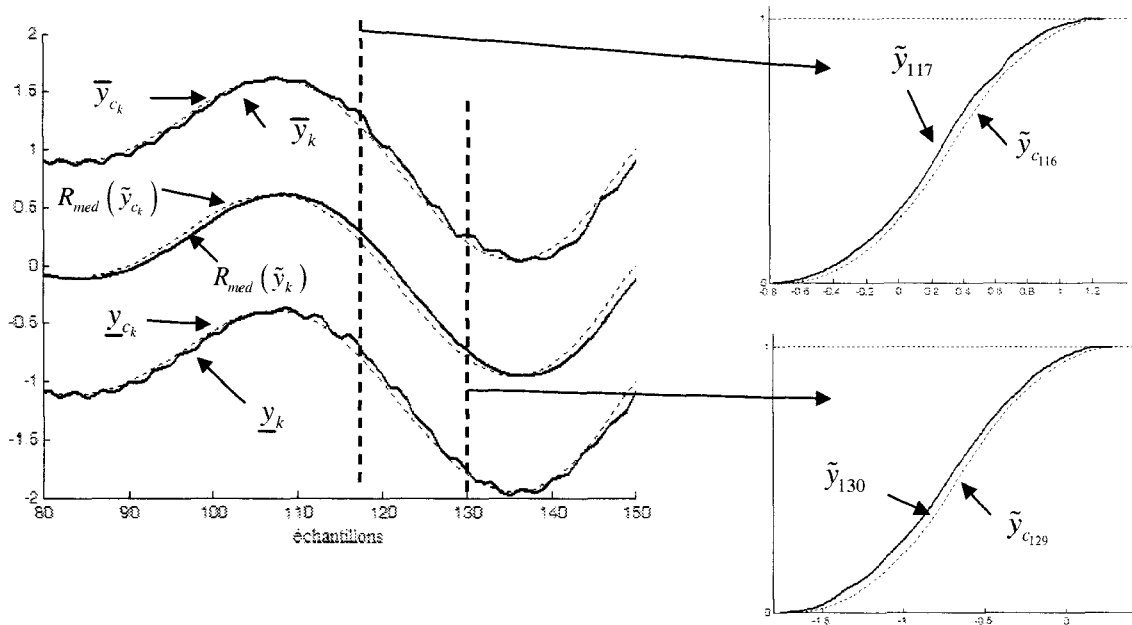 2
1.5
1
0.5
0
-0.5
-1
-1.5
-2
80 90 100 110 120 130 140 150
échantillons
y̅_{c_k}
y̅_k
R_{med}(ỹ_{c_k})
R_{med}(ỹ_k)
y̲_{c_k}
y̲_k
1
ỹ_{117}
ỹ_{c_{116}}
0
-0.8 -0.6 -0.4 -0.2 0 0.2 0.4 0.6 0.8 1 1.2
1
ỹ_{130}
ỹ_{c_{129}}
0
-1.5 -1 -0.5 0